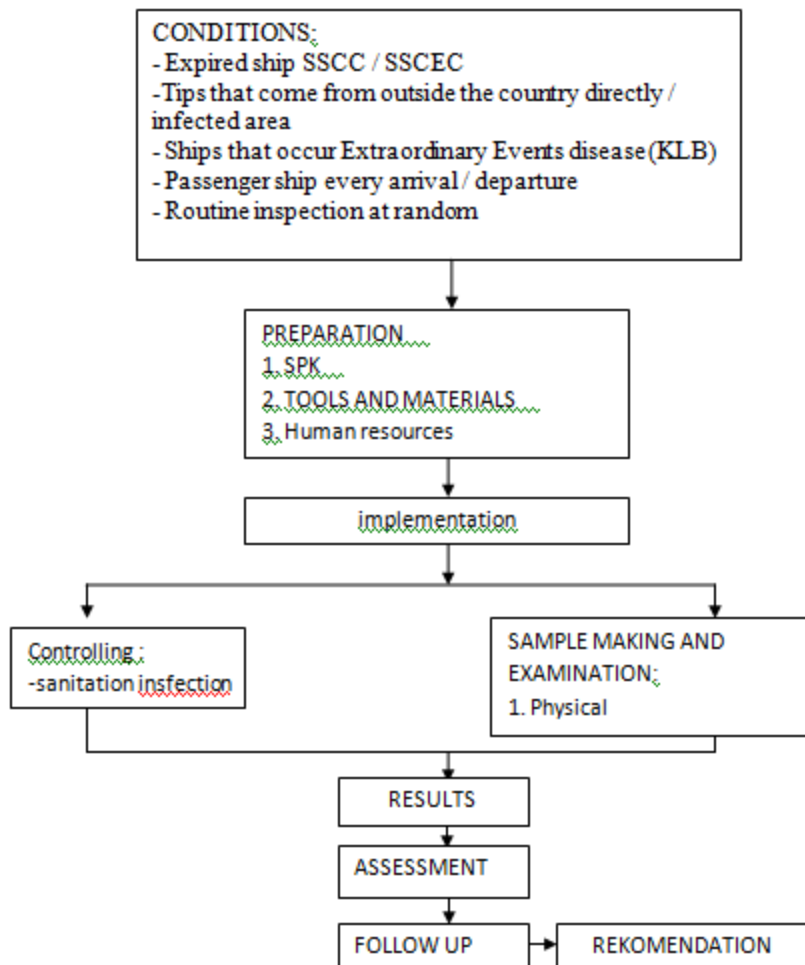 CONDITIONS:
- Expired ship SSCC / SSCEC
-Tips that come from outside the country directly /
infected area
- Ships that occur Extraordinary Events disease (KLB)
- Passenger ship every arrival / departure
- Routine inspection at random
PREPARATION
1. SPK
2. TOOLS AND MATERIALS
3. Human resources
implementation
Controlling :
-sanitation insfection
SAMPLE MAKING AND
EXAMINATION:
1. Physical
RESULTS
ASSESSMENT
FOLLOW UP
REKOMENDATION